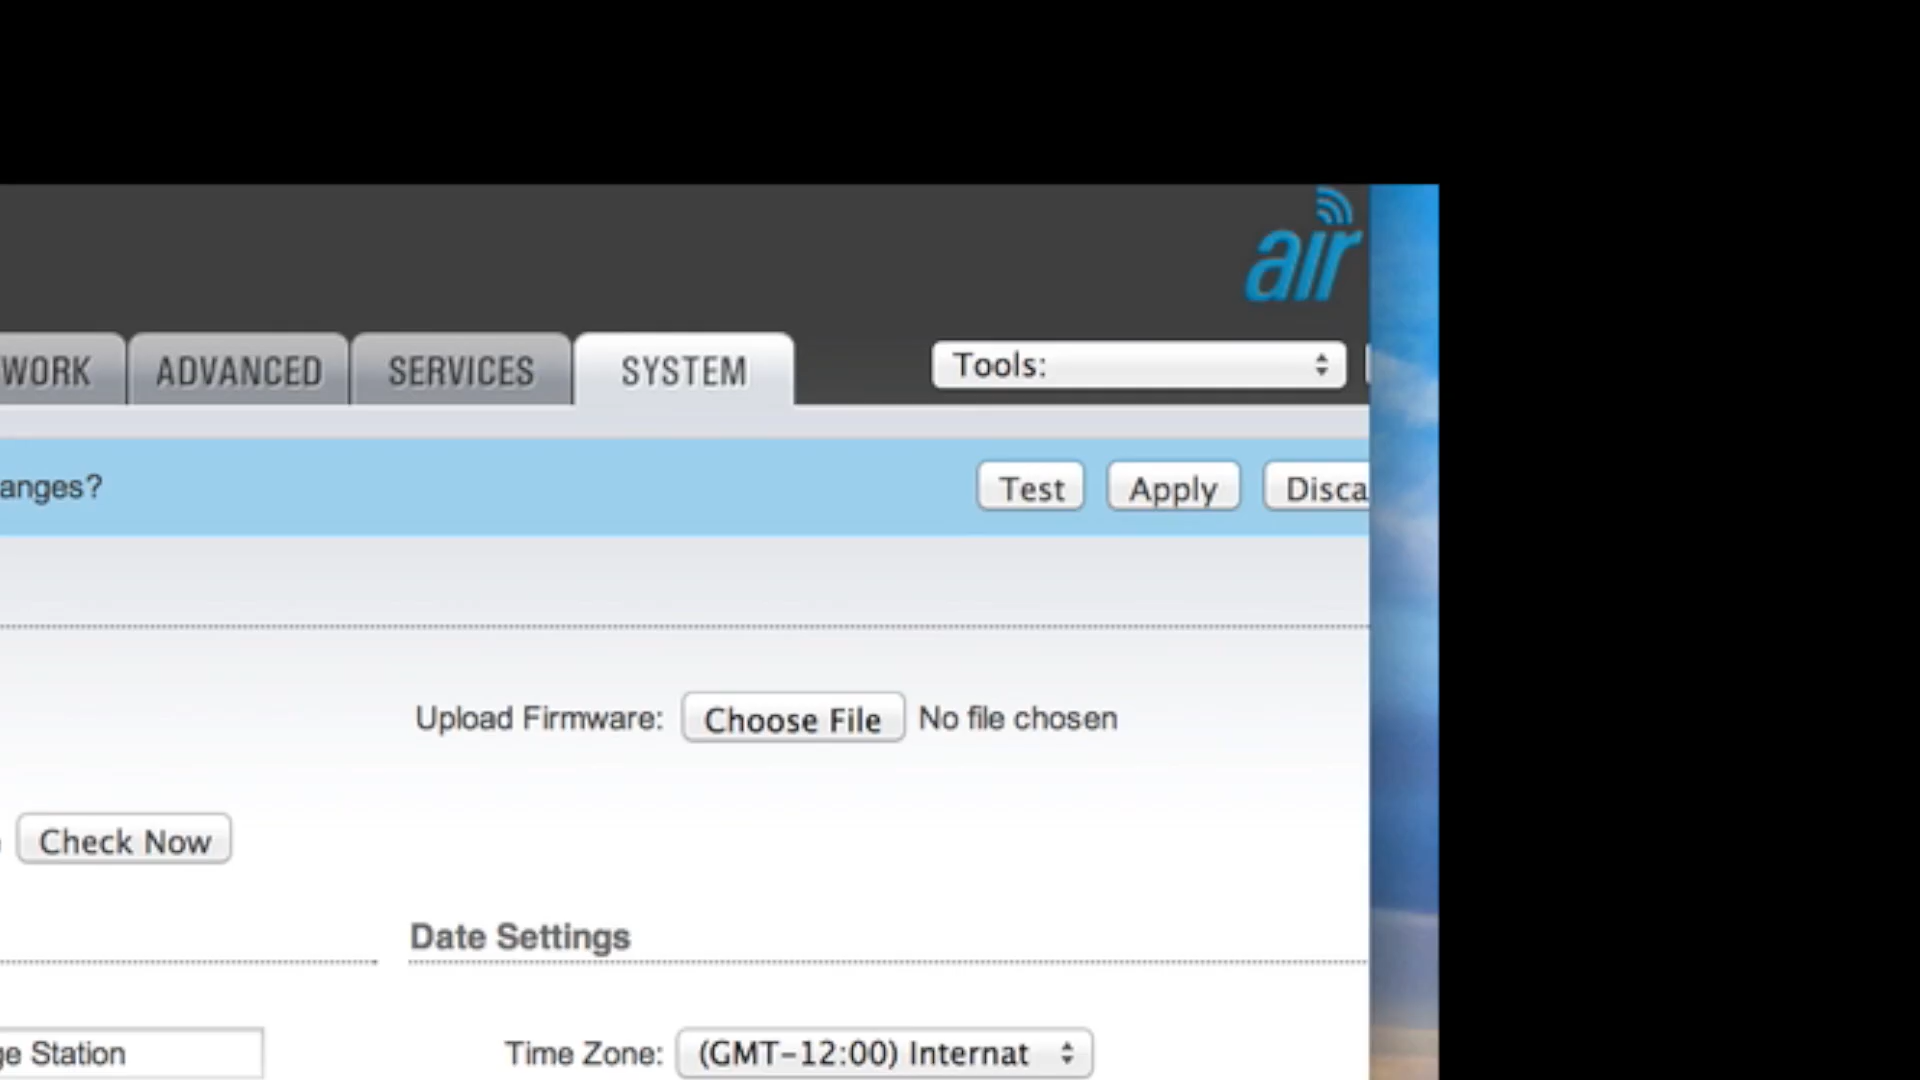 air
WORK ADVANCED SERVICES SYSTEM Tools:
anges? Test Apply Disca
Upload Firmware: Choose File No file chosen
Check Now
Date Settings
ge Station Time Zone: (GMT-12:00) Internat